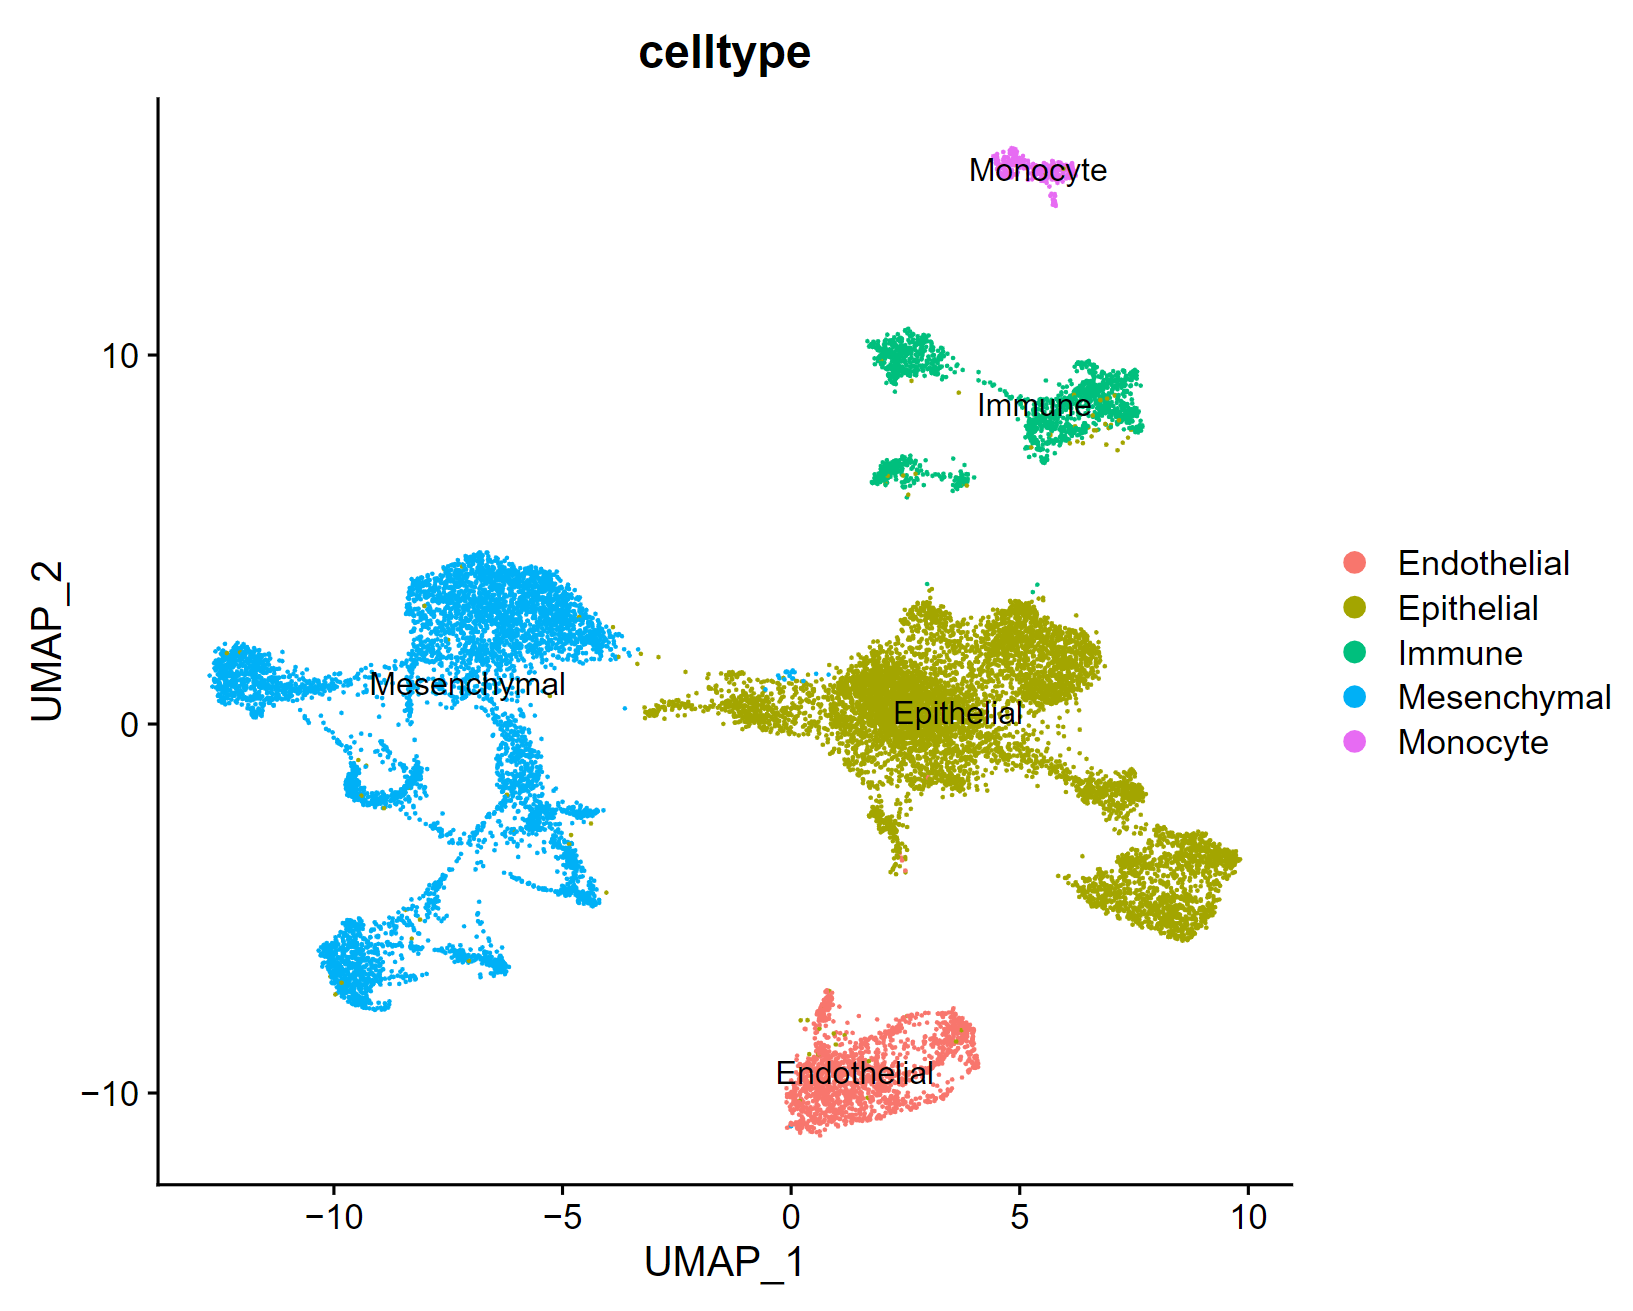 celltype
Monocyte
Immune
Mesenchymal
Epithelial
Endothelial
Endothelial
Epithelial
Immune
Mesenchymal
Monocyte
10
0
−10
UMAP_2
−10 −5 0 5 10
UMAP_1